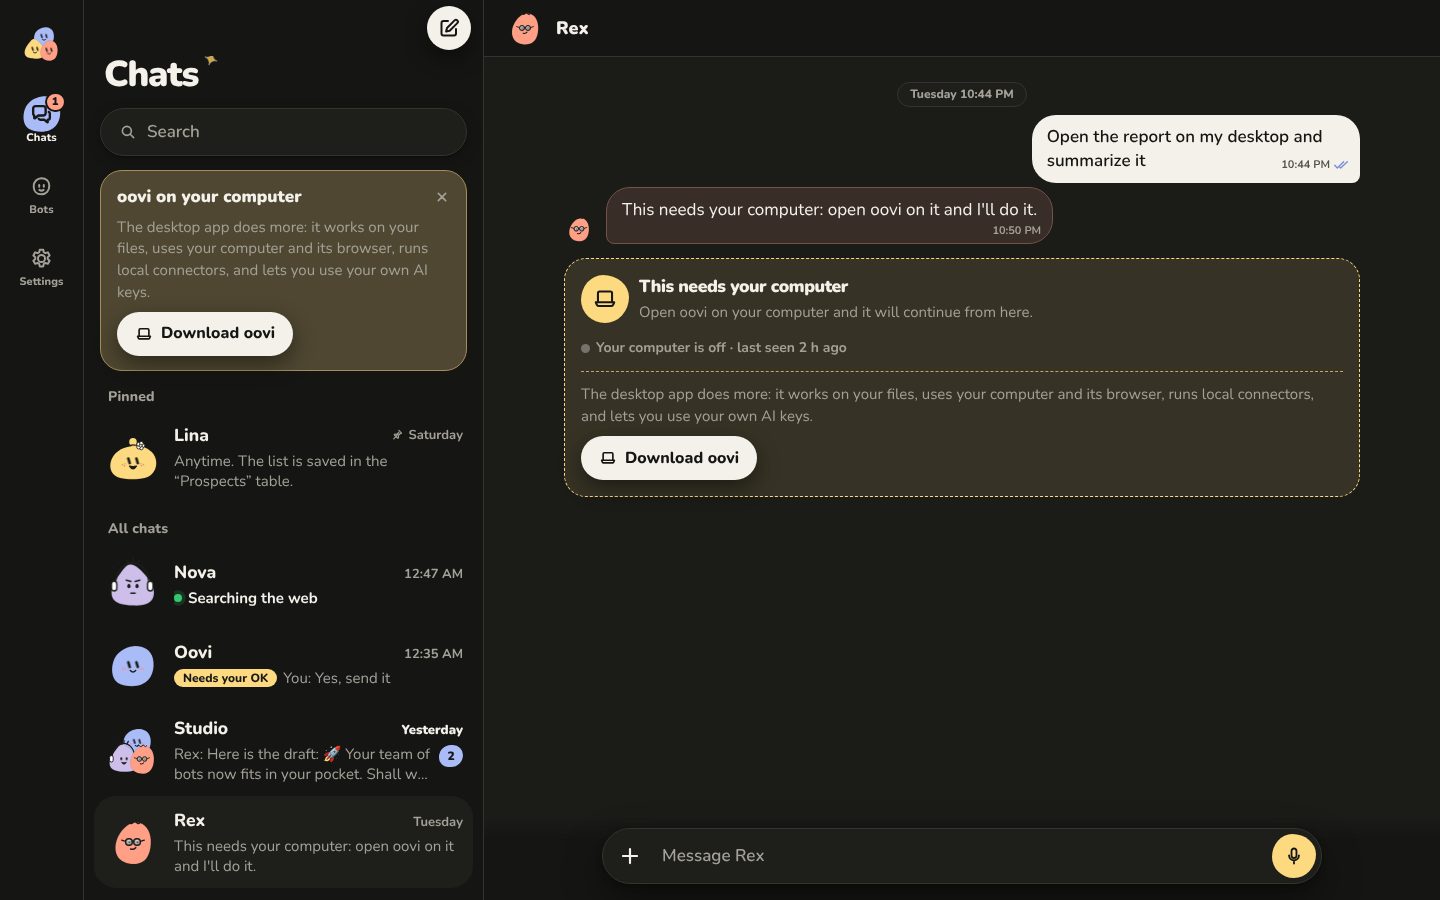 1
Chats
Bots
Settings
Chats
Search
oovi on your computer
The desktop app does more: it works on your
files, uses your computer and its browser, runs
local connectors, and lets you use your own AI
keys.
Download oovi
Pinned
Lina
Saturday
Anytime. The list is saved in the
“Prospects” table.
All chats
Nova
12:47 AM
Searching the web
Oovi
12:35 AM
Needs your OK You: Yes, send it
Studio
Yesterday
Rex: Here is the draft: 🚀 Your team of
bots now fits in your pocket. Shall w...
2
Rex
Tuesday
This needs your computer: open oovi on it
and I'll do it.
Rex
Tuesday 10:44 PM
Open the report on my desktop and
summarize it
10:44 PM
This needs your computer: open oovi on it and I'll do it.
10:50 PM
This needs your computer
Open oovi on your computer and it will continue from here.
Your computer is off · last seen 2 h ago
The desktop app does more: it works on your files, uses your computer and its browser, runs local connectors,
and lets you use your own AI keys.
Download oovi
Message Rex